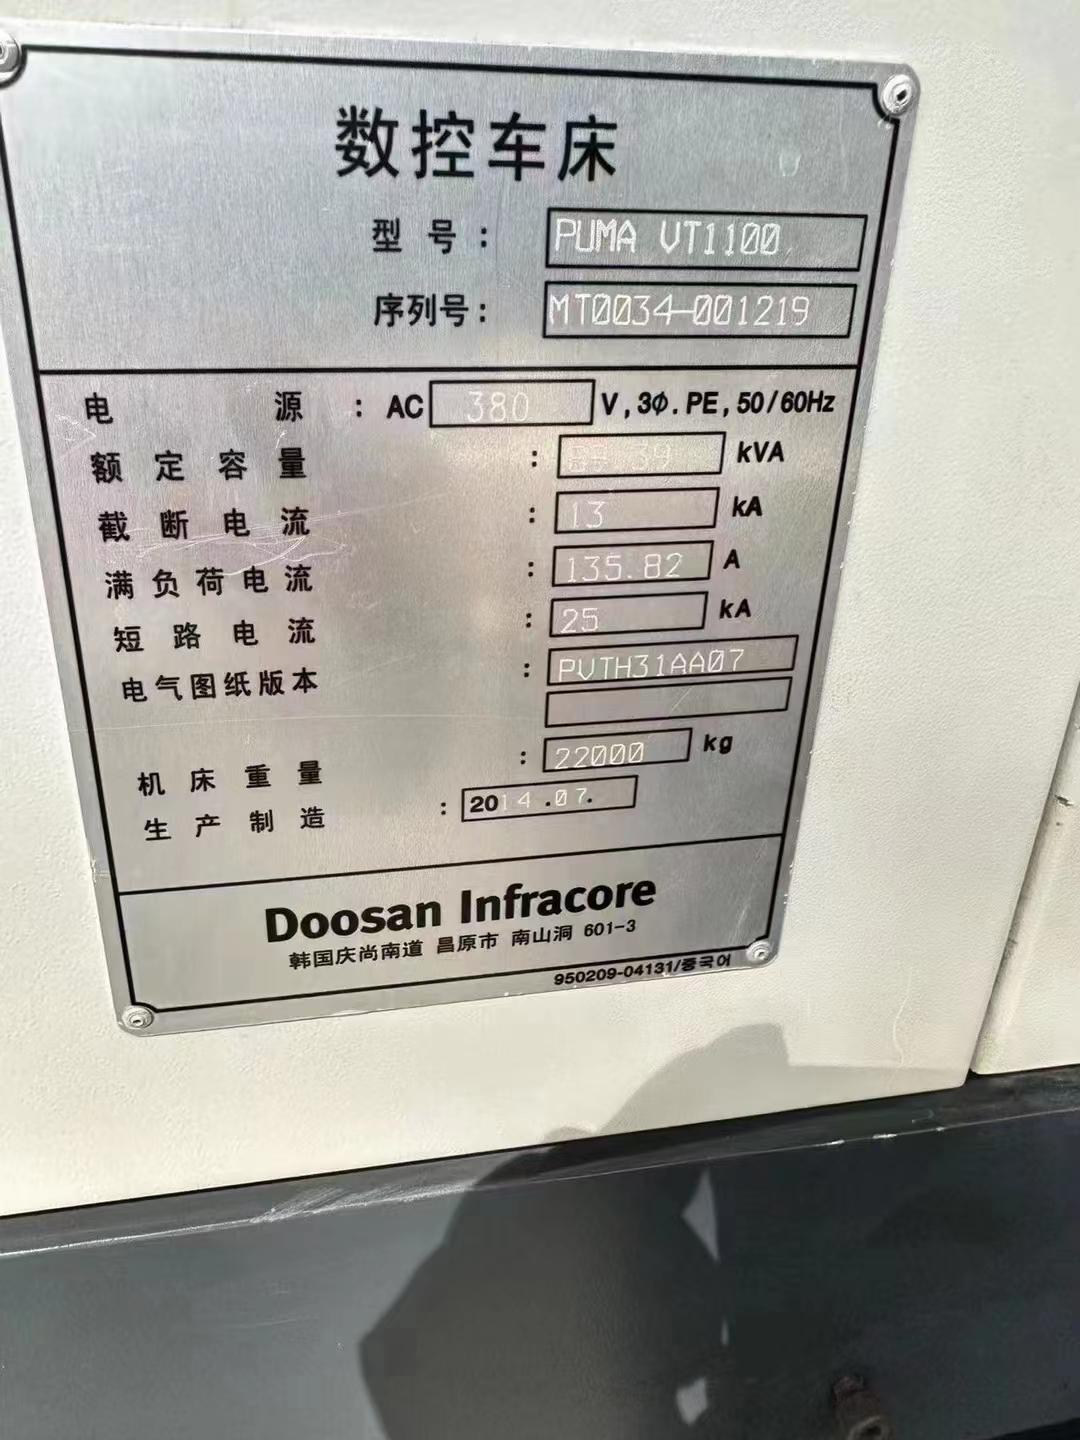 数控车床
型号: PUMA VT1100
序列号: MT0034-001219
电源: AC 380 V, 3Φ. PE, 50/60Hz
额定容量: 39 kVA
截断电流: 13 kA
满负荷电流: 135.82 A
短路电流: 25 kA
电气图纸版本: PVTH31AA07
机床重量: 22000 kg
生产制造: 2014.07.
Doosan Infracore
韩国庆尚南道 昌原市 南山洞 601-3
950209-04131/중국어